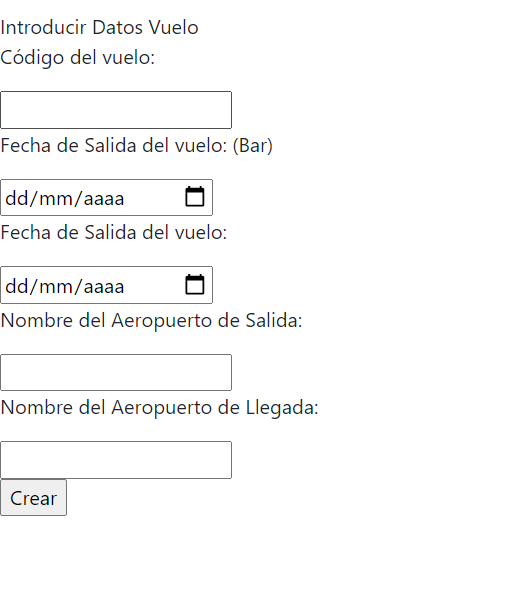 Introducir Datos Vuelo
Código del vuelo:
Fecha de Salida del vuelo: (Bar)
dd/mm/aaaa
Fecha de Salida del vuelo:
dd/mm/aaaa
Nombre del Aeropuerto de Salida:
Nombre del Aeropuerto de Llegada:
Crear